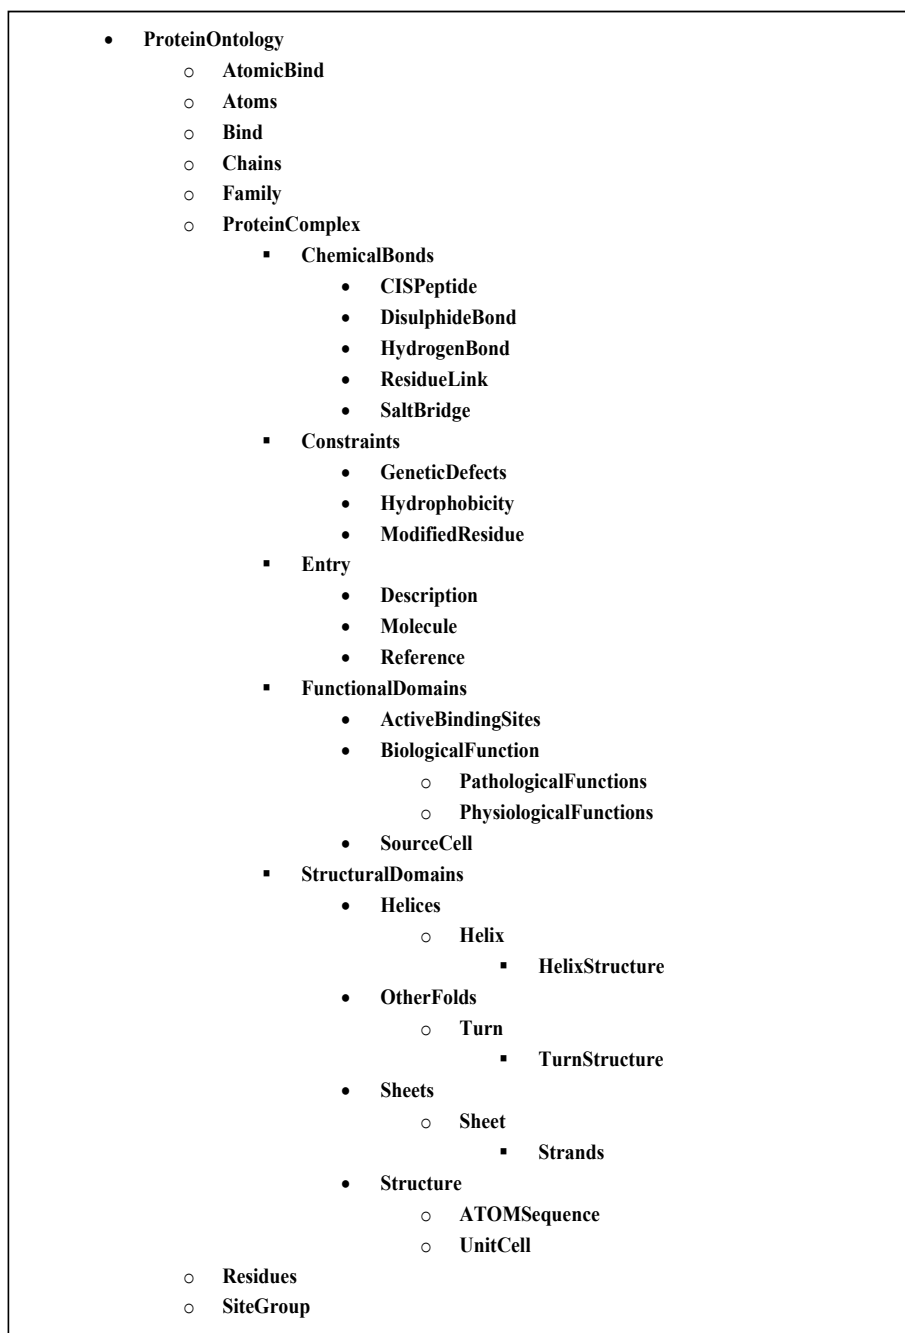 • ProteinOntology
○ AtomicBind
○ Atoms
○ Bind
○ Chains
○ Family
○ ProteinComplex
▪ ChemicalBonds
• CISPeptide
• DisulphideBond
• HydrogenBond
• ResidueLink
• SaltBridge
▪ Constraints
• GeneticDefects
• Hydrophobicity
• ModifiedResidue
▪ Entry
• Description
• Molecule
• Reference
▪ FunctionalDomains
• ActiveBindingSites
• BiologicalFunction
○ PathologicalFunctions
○ PhysiologicalFunctions
• SourceCell
▪ StructuralDomains
• Helices
○ Helix
▪ HelixStructure
• OtherFolds
○ Turn
▪ TurnStructure
• Sheets
○ Sheet
▪ Strands
• Structure
○ ATOMSequence
○ UnitCell
○ Residues
○ SiteGroup